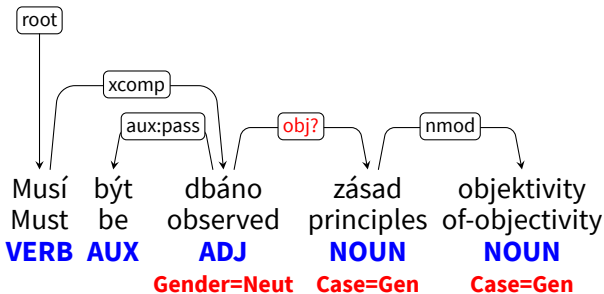 root
xcomp
aux:pass obj? nmod
Musí být dbáno zásad objektivity
Must be observed principles of-objectivity
VERB AUX ADJ NOUN NOUN
Gender=Neut Case=Gen Case=Gen